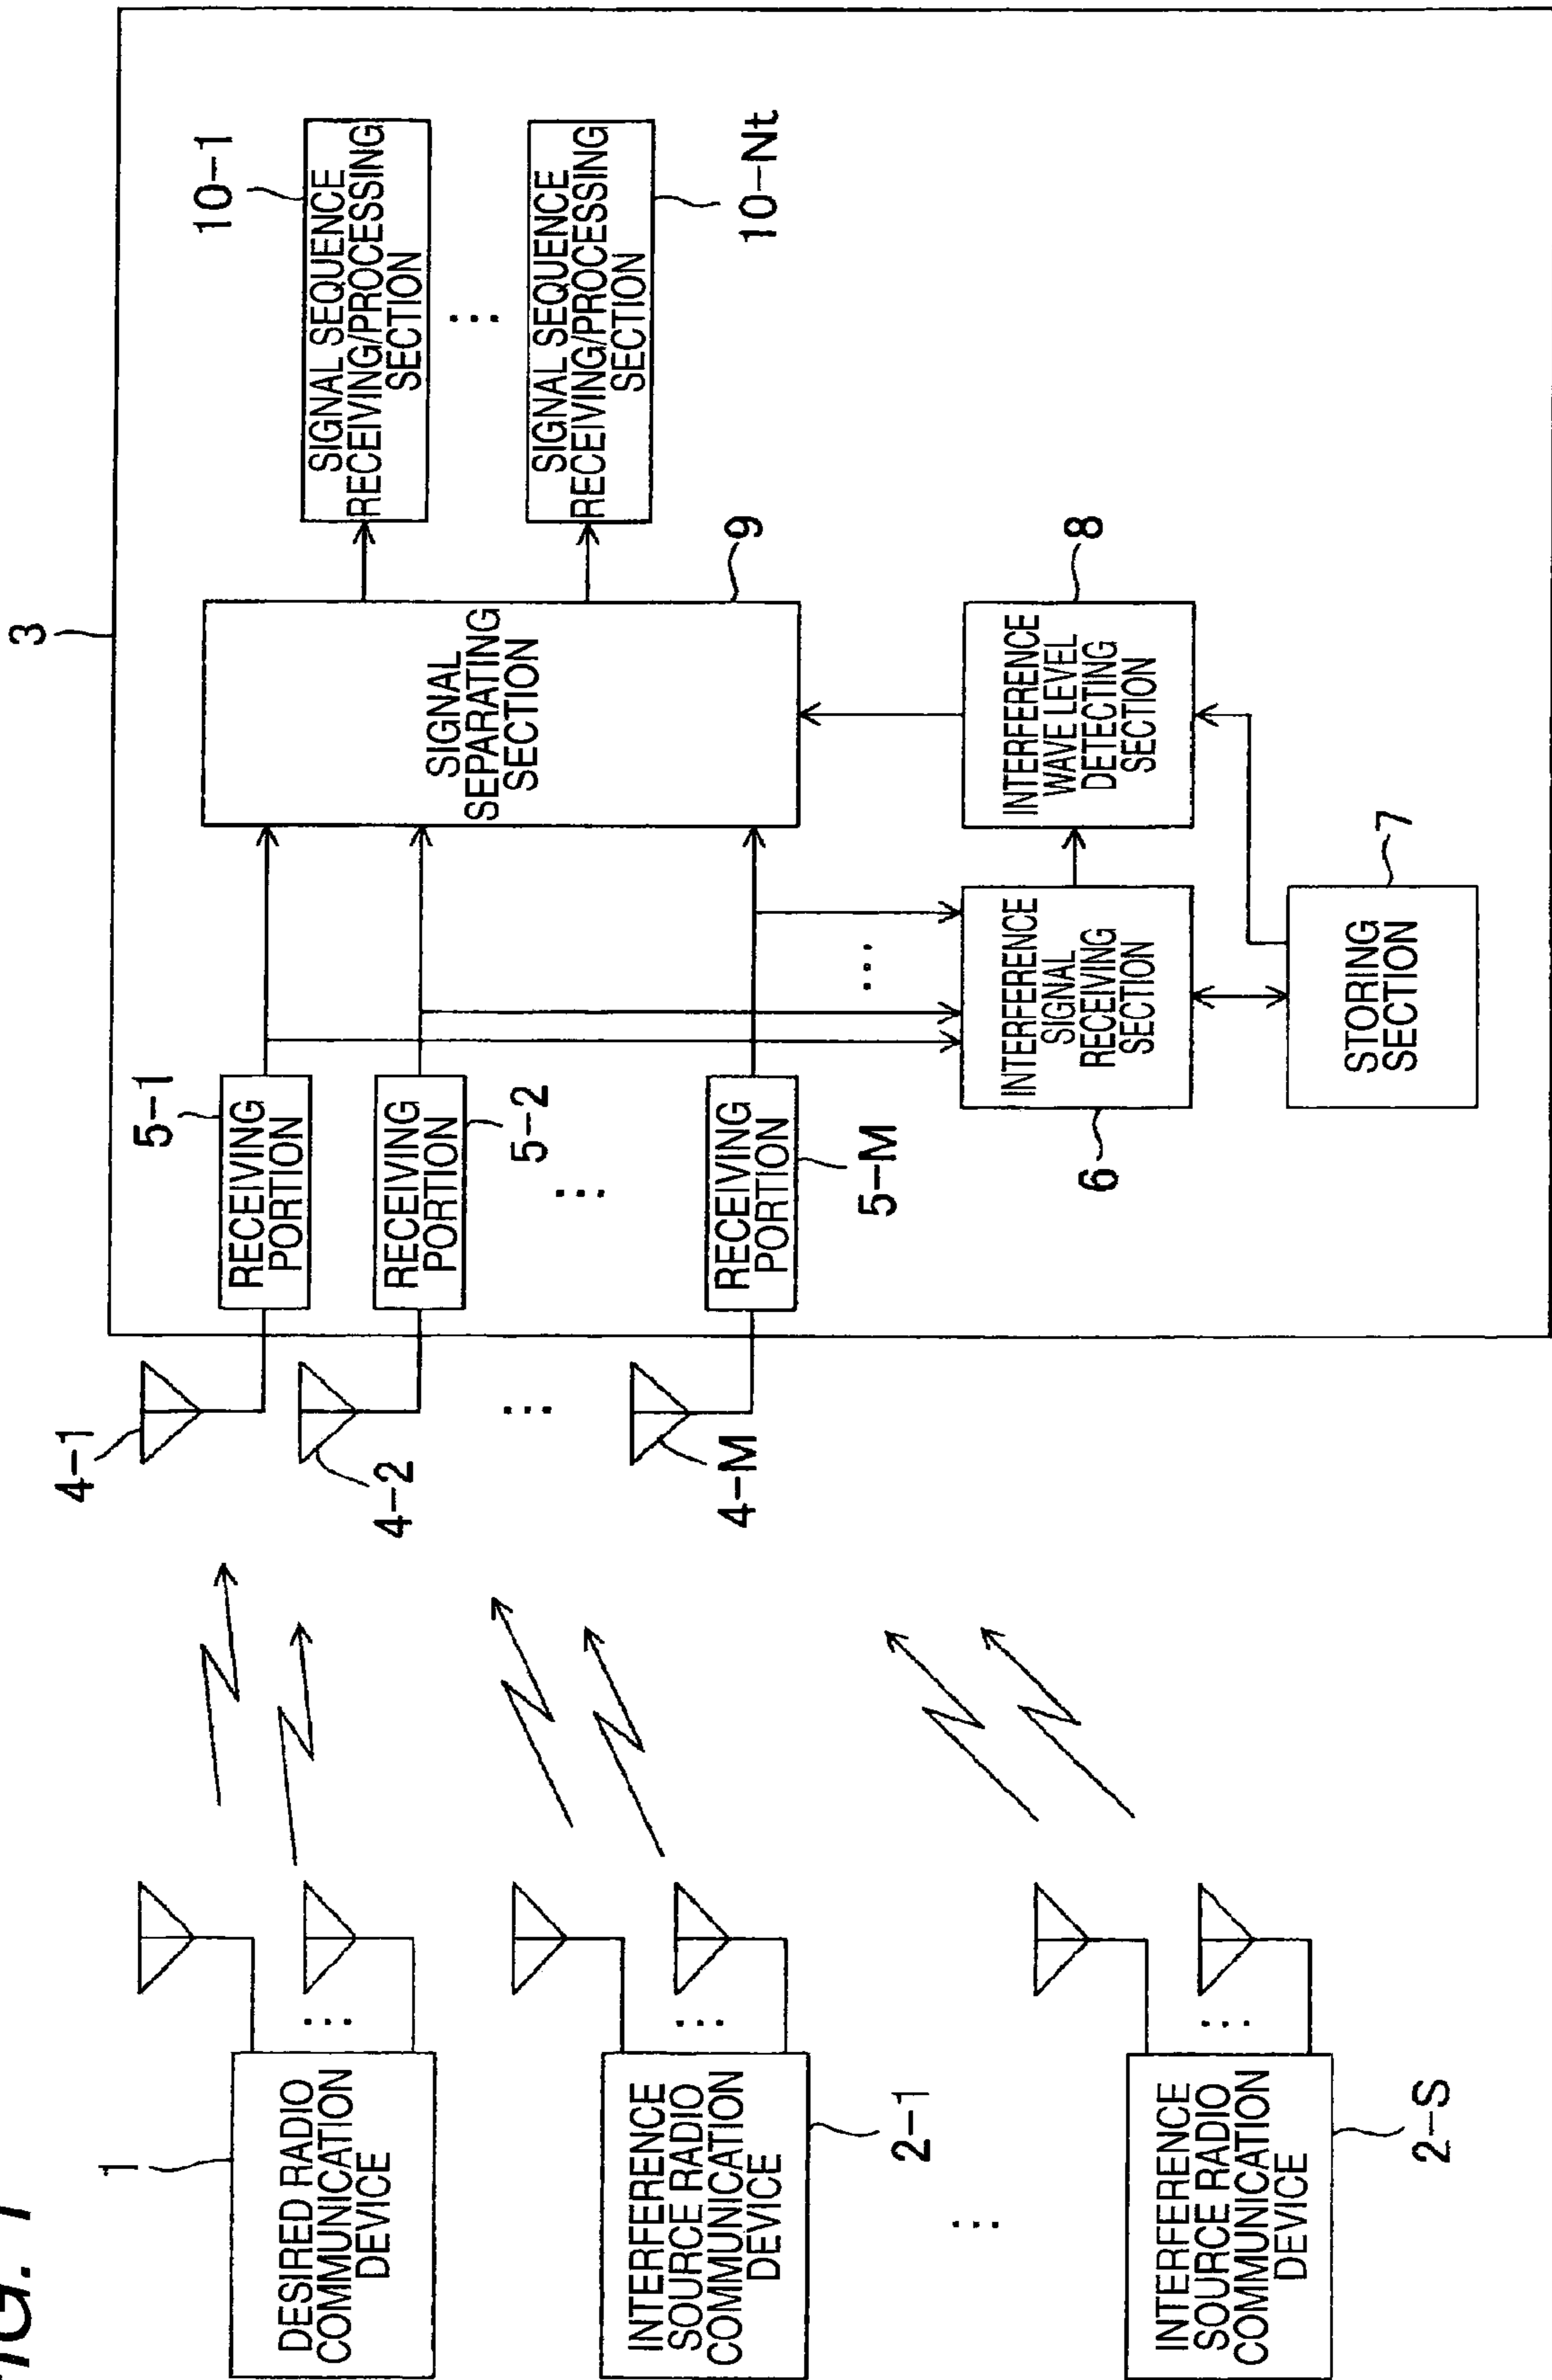 FIG. 1
1
DESIRED RADIO
COMMUNICATION
DEVICE
...
INTERFERENCE
SOURCE RADIO
COMMUNICATION
DEVICE
...
2-1
...
INTERFERENCE
SOURCE RADIO
COMMUNICATION
DEVICE
...
2-S
4-1
4-2
...
4-M
3
5-1
RECEIVING
PORTION
RECEIVING
PORTION
5-2
...
RECEIVING
PORTION
5-M
...
INTERFERENCE
SIGNAL
RECEIVING
SECTION
6
STORING
SECTION
7
INTERFERENCE
WAVE LEVEL
DETECTING
SECTION
8
SIGNAL
SEPARATING
SECTION
9
10-1
SIGNAL SEQUENCE
RECEIVING/PROCESSING
SECTION
...
SIGNAL SEQUENCE
RECEIVING/PROCESSING
SECTION
10-Nt